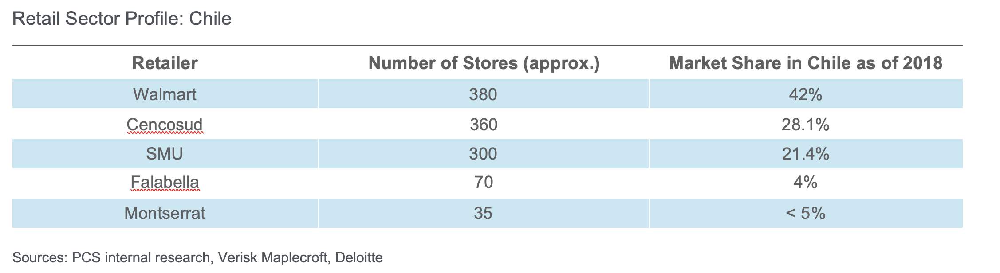 Retail Sector Profile: Chile
Retailer Number of Stores (approx.) Market Share in Chile as of 2018
Walmart 380 42%
Cencosud 360 28.1%
SMU 300 21.4%
Falabella 70 4%
Montserrat 35 < 5%
Sources: PCS internal research, Verisk Maplecroft, Deloitte